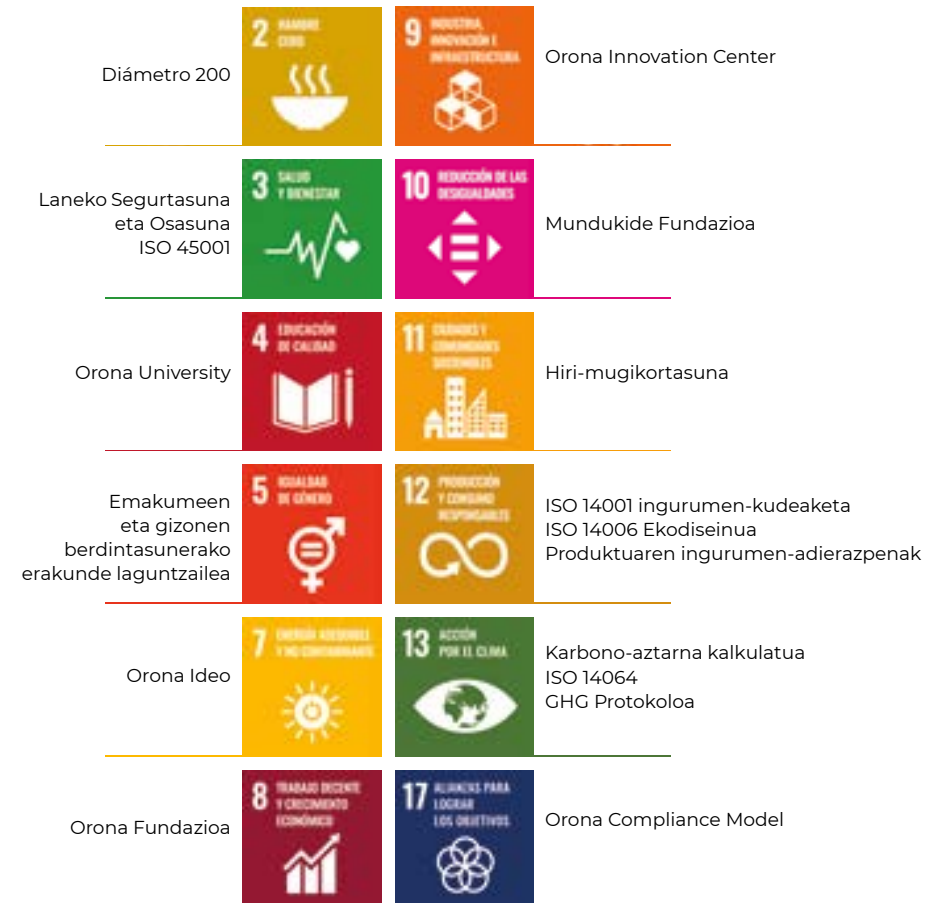 Diámetro 200
2 HAMBRE
CERO
9 INDUSTRIA,
INNOVACIÓN E
INFRAESTRUCTURA
Orona Innovation Center
Laneko Segurtasuna
eta Osasuna
ISO 45001
3 SALUD
Y BIENESTAR
10 REDUCCIÓN DE LAS
DESIGUALDADES
Mundukide Fundazioa
Orona University
4 EDUCACIÓN
DE CALIDAD
11 CIUDADES Y
COMUNIDADES
SOSTENIBLES
Hiri-mugikortasuna
Emakumeen
eta gizonen
berdintasunerako
erakunde laguntzailea
5 IGUALDAD
DE GÉNERO
12 PRODUCCIÓN
Y CONSUMO
RESPONSABLES
ISO 14001 ingurumen-kudeaketa
ISO 14006 Ekodiseinua
Produktuaren ingurumen-adierazpenak
Orona Ideo
7 ENERGÍA ASEQUIBLE
Y NO CONTAMINANTE
13 ACCIÓN
POR EL CLIMA
Karbono-aztarna kalkulatua
ISO 14064
GHG Protokoloa
Orona Fundazioa
8 TRABAJO DECENTE
Y CRECIMIENTO
ECONÓMICO
17 ALIANZAS PARA
LOGRAR
LOS OBJETIVOS
Orona Compliance Model